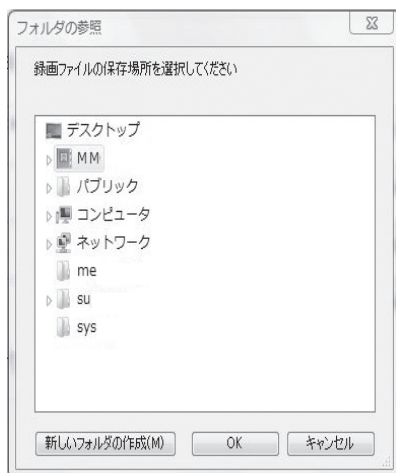 フォルダの参照
録画ファイルの保存場所を選択してください
デスクトップ
MM
パブリック
コンピュータ
ネットワーク
me
su
sys
新しいフォルダの作成(M)
OK
キャンセル